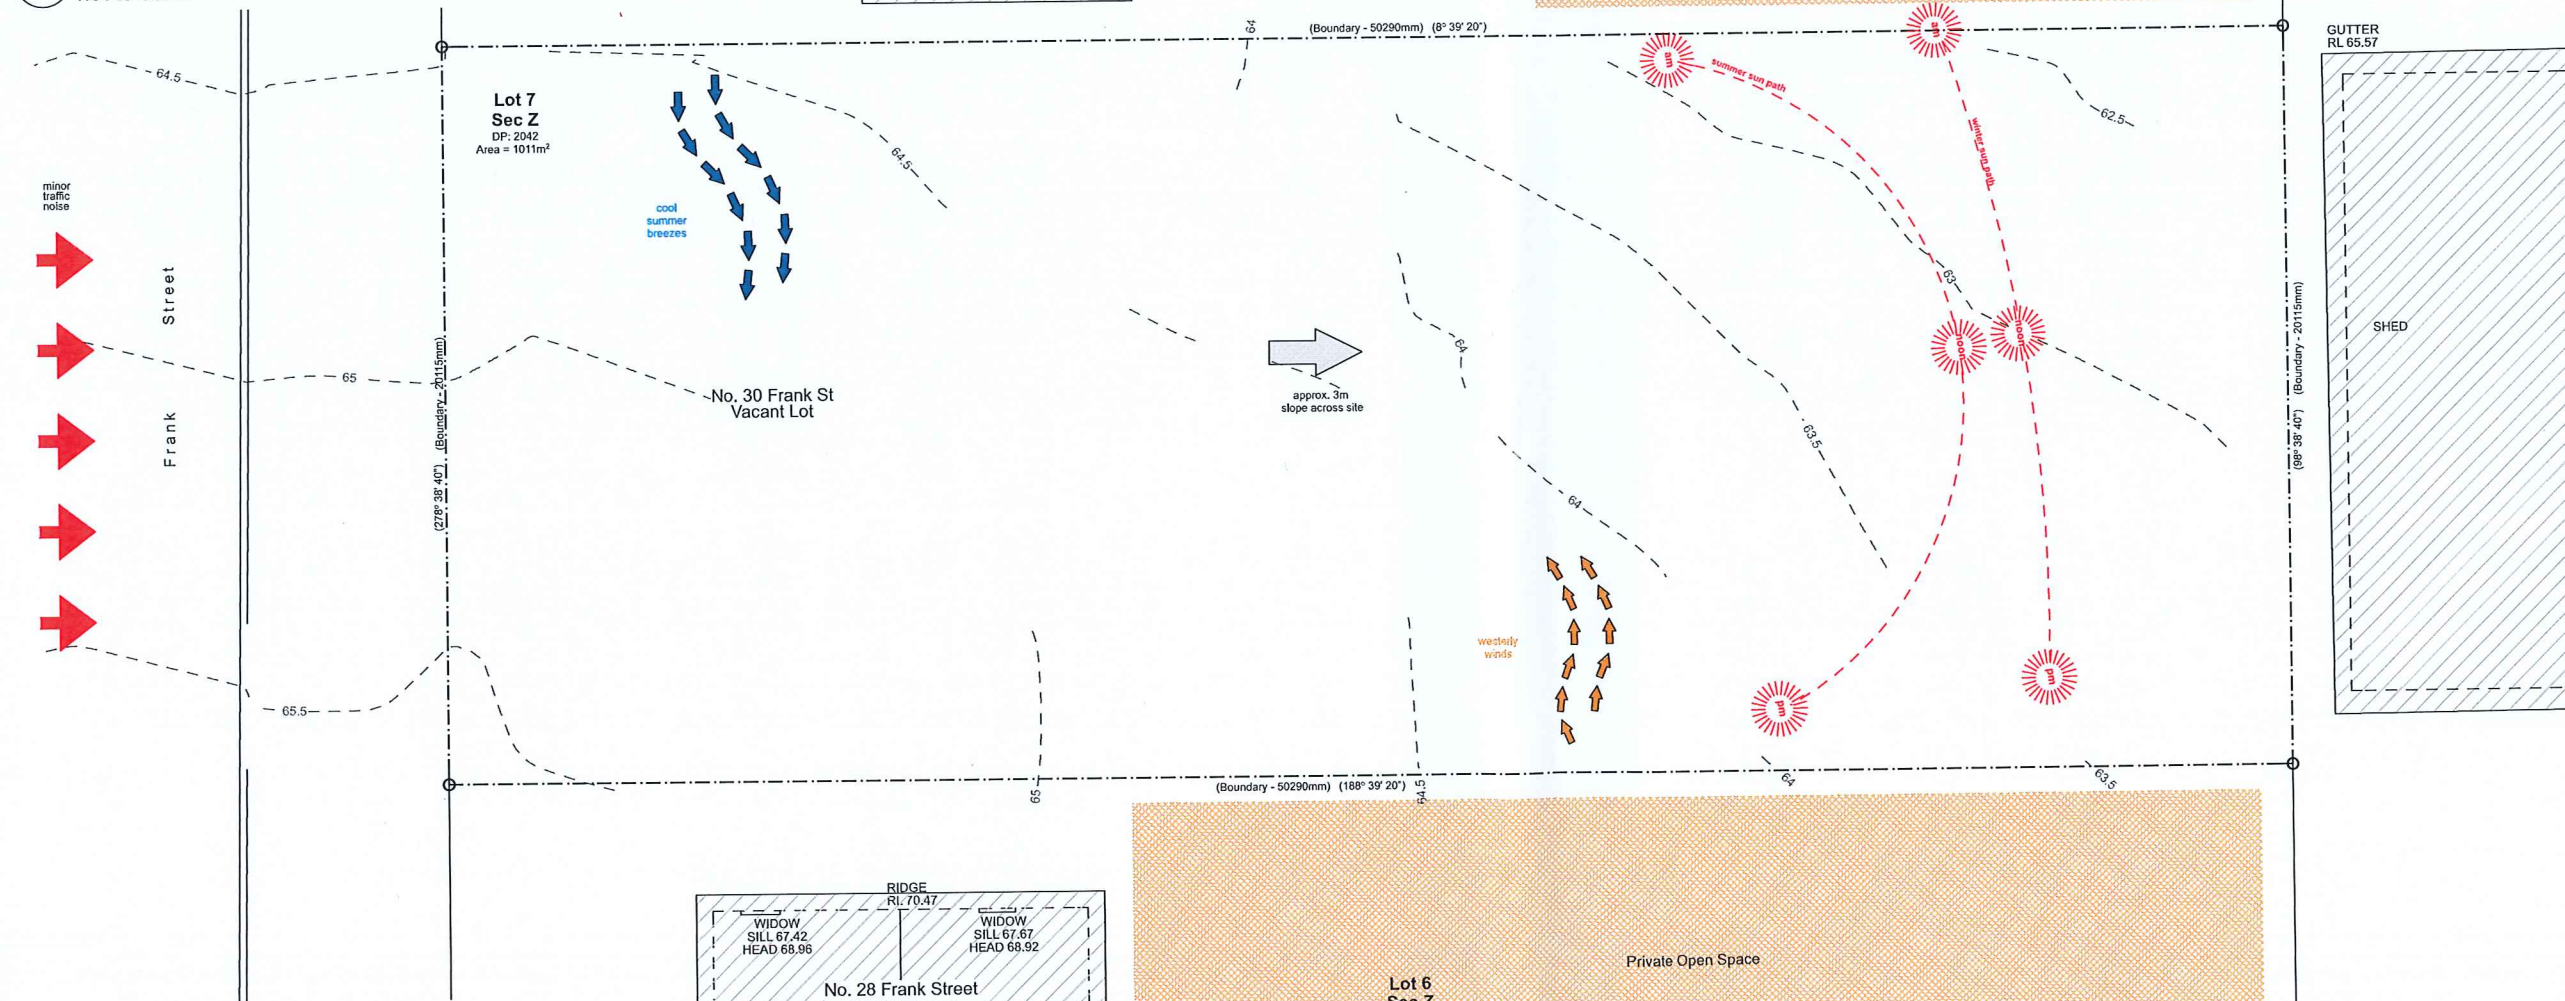 (Boundary - 50290mm) (8° 39' 20")
64
GUTTER
RL 65.57
64.5
Lot 7
Sec Z
DP: 2042
Area = 1011m²
am
am
summer sun path
winter sun path
62.5
64.5
minor
traffic
noise
cool
summer
breezes
Frank Street
65
(278° 38' 40") (Boundary - 20115mm)
No. 30 Frank St
Vacant Lot
approx. 3m
slope across site
64
63
noon
noon
63.5
(98° 38' 40") (Boundary - 20115mm)
SHED
64
westerly
winds
pm
pm
65.5
65
(Boundary - 50290mm) (188° 39' 20")
64.5
64
63.5
RIDGE
RL 70.47
WIDOW
SILL 67.42
HEAD 68.96
WIDOW
SILL 67.67
HEAD 68.92
No. 28 Frank Street
Private Open Space
Lot 6